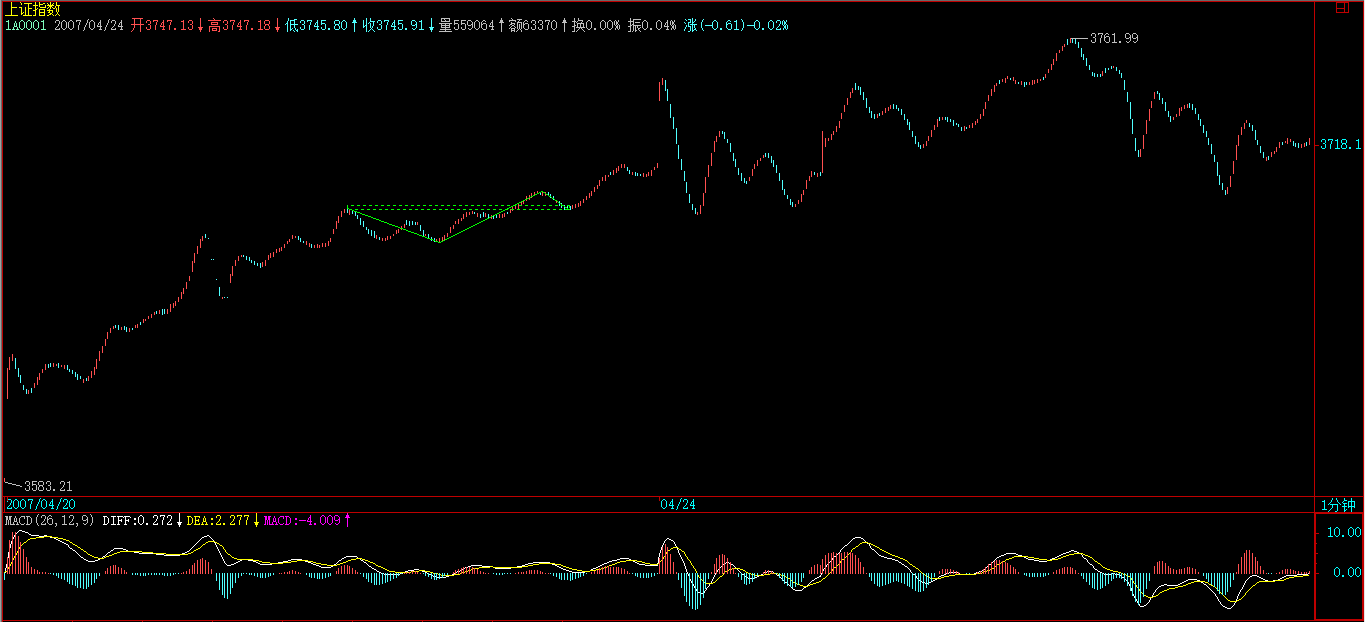 上证指数
1A0001 2007/04/24 开3747.13↓高3747.18↓低3745.80↑收3745.91↓量559064↑额63370↑换0.00% 振0.04% 涨(-0.61)-0.02%
3761.99
3718.1
3583.21
2007/04/20 04/24 1分钟
MACD(26,12,9) DIFF:0.272↓DEA:2.277↓MACD:-4.009↑
10.00
0.00